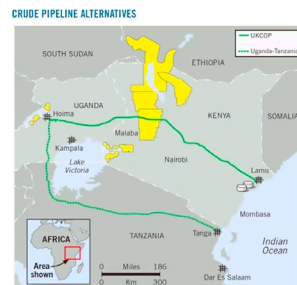 CRUDE PIPELINE ALTERNATIVES
UKCOP
Uganda-Tanzania
SOUTH SUDAN
ETHIOPIA
UGANDA
Hoima
KENYA
SOMALIA
Malaba
Kampala
Nairobi
Lake
Victoria
Lamu
Mombasa
AFRICA
TANZANIA
Tanga
Indian
Ocean
Area
shown
0 Miles 186
0 Km 300
Dar Es Salaam